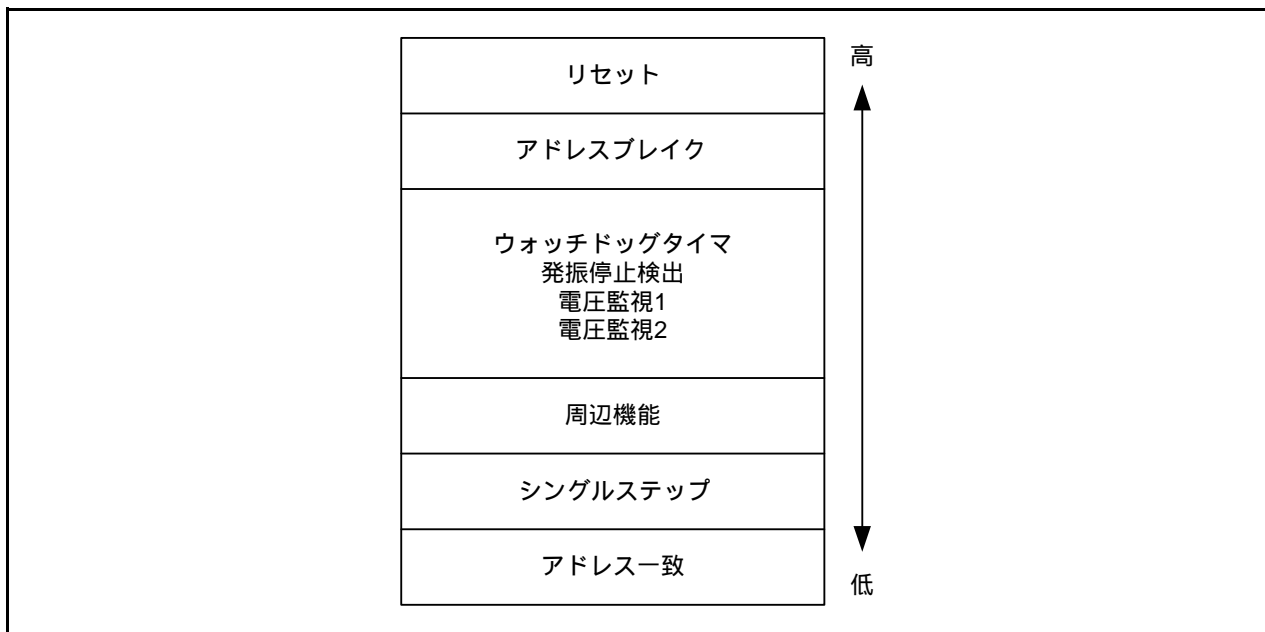 高
リセット
アドレスブレイク
ウォッチドッグタイマ
発振停止検出
電圧監視1
電圧監視2
周辺機能
シングルステップ
アドレス一致
低